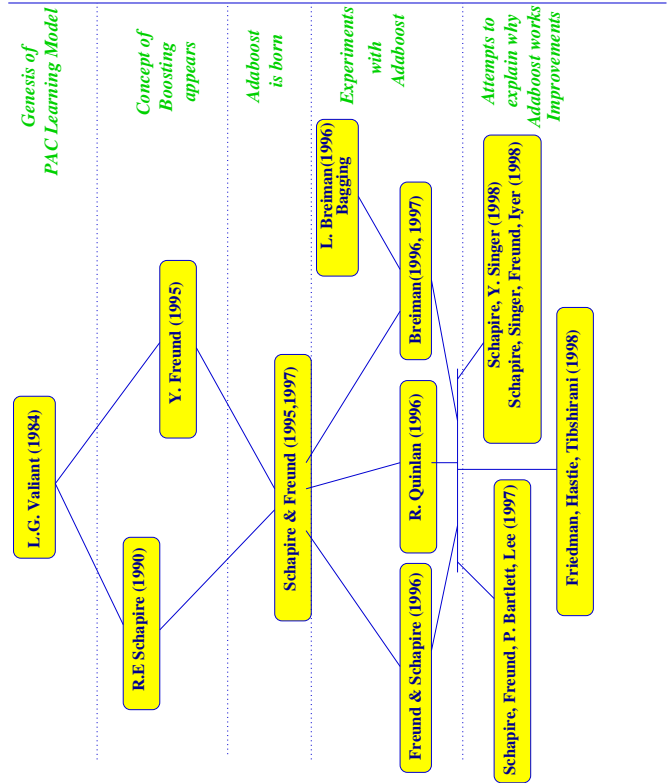 L.G. Valiant (1984)
Genesis of
PAC Learning Model
R.E Schapire (1990)
Y. Freund (1995)
Concept of
Boosting
appears
Schapire & Freund (1995,1997)
Adaboost
is born
L. Breiman(1996)
Bagging
Freund & Schapire (1996)
R. Quinlan (1996)
Breiman(1996, 1997)
Experiments
with
Adaboost
Schapire, Freund, P. Bartlett, Lee (1997)
Schapire, Y. Singer (1998)
Schapire, Singer, Freund, Iyer (1998)
Friedman, Hastie, Tibshirani (1998)
Attempts to
explain why
Adaboost works
Improvements